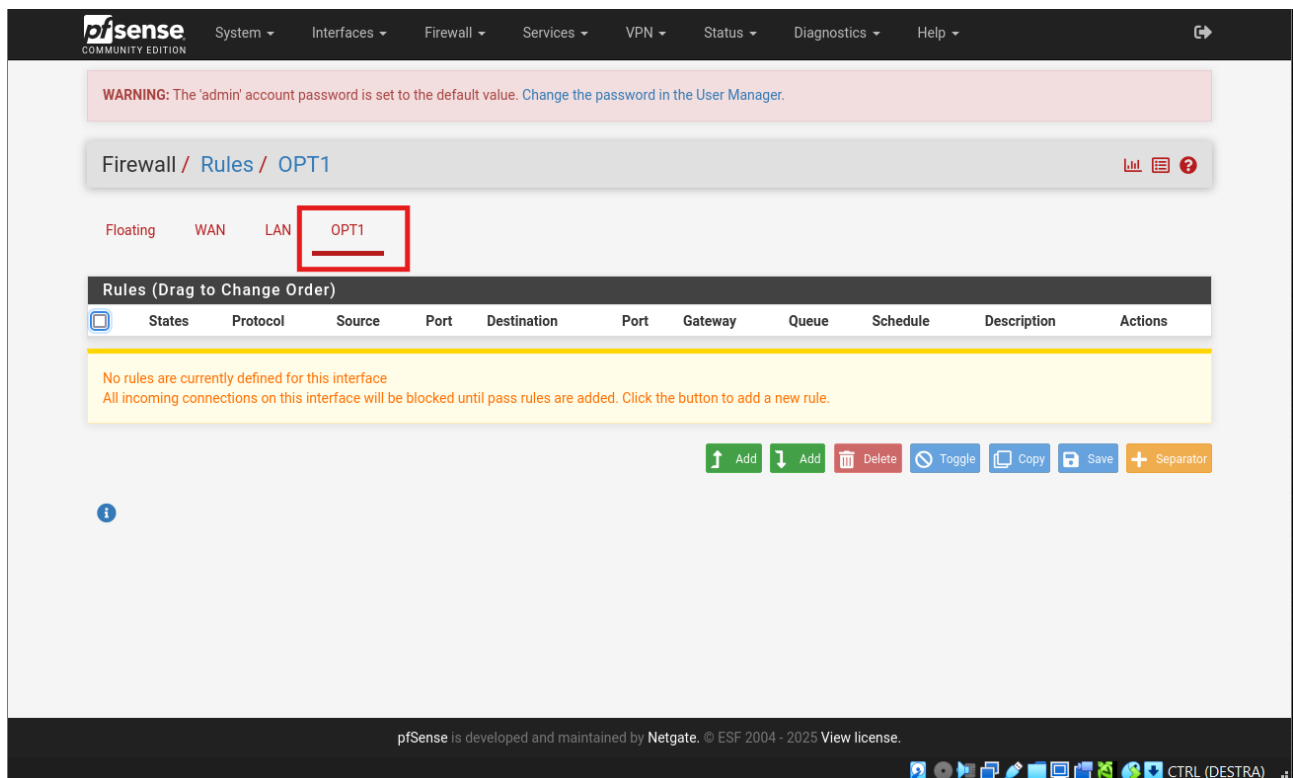 pfsense
COMMUNITY EDITION
System Interfaces Firewall Services VPN Status Diagnostics Help
WARNING: The 'admin' account password is set to the default value. Change the password in the User Manager.
Firewall / Rules / OPT1
Floating WAN LAN OPT1
Rules (Drag to Change Order)
States Protocol Source Port Destination Port Gateway Queue Schedule Description Actions
No rules are currently defined for this interface
All incoming connections on this interface will be blocked until pass rules are added. Click the button to add a new rule.
Add Add Delete Toggle Copy Save Separator
pfSense is developed and maintained by Netgate. © ESF 2004 - 2025 View license.
CTRL (DESTRA)